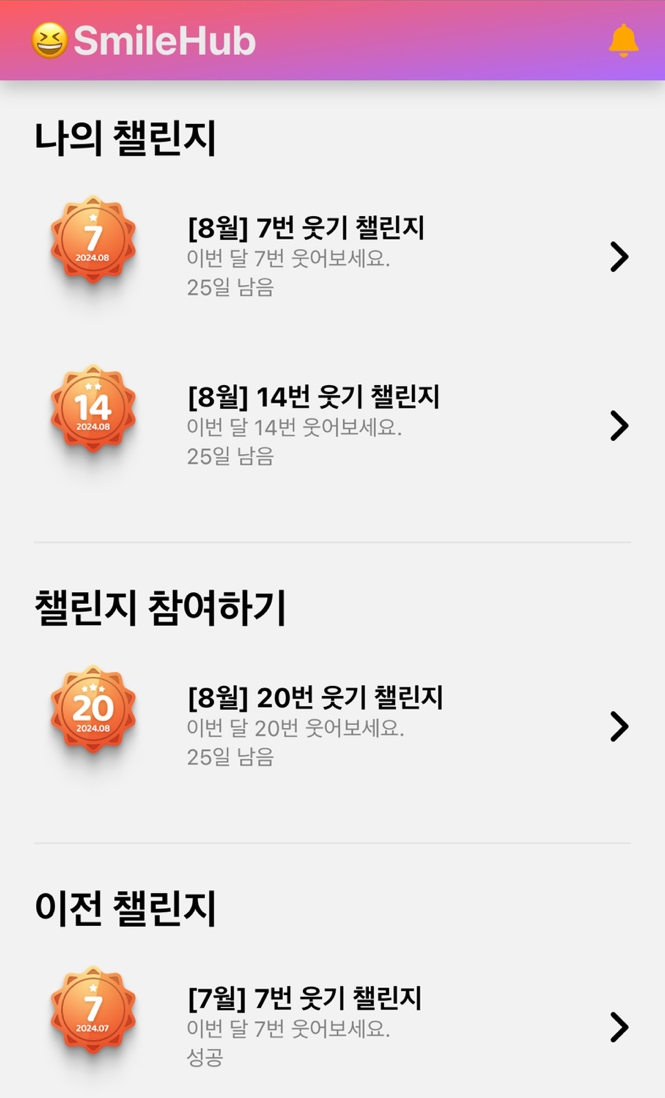 SmileHub
나의 챌린지
7
2024.08
[8월] 7번 웃기 챌린지
이번 달 7번 웃어보세요.
25일 남음
14
2024.08
[8월] 14번 웃기 챌린지
이번 달 14번 웃어보세요.
25일 남음
챌린지 참여하기
20
2024.08
[8월] 20번 웃기 챌린지
이번 달 20번 웃어보세요.
25일 남음
이전 챌린지
7
2024.07
[7월] 7번 웃기 챌린지
이번 달 7번 웃어보세요.
성공